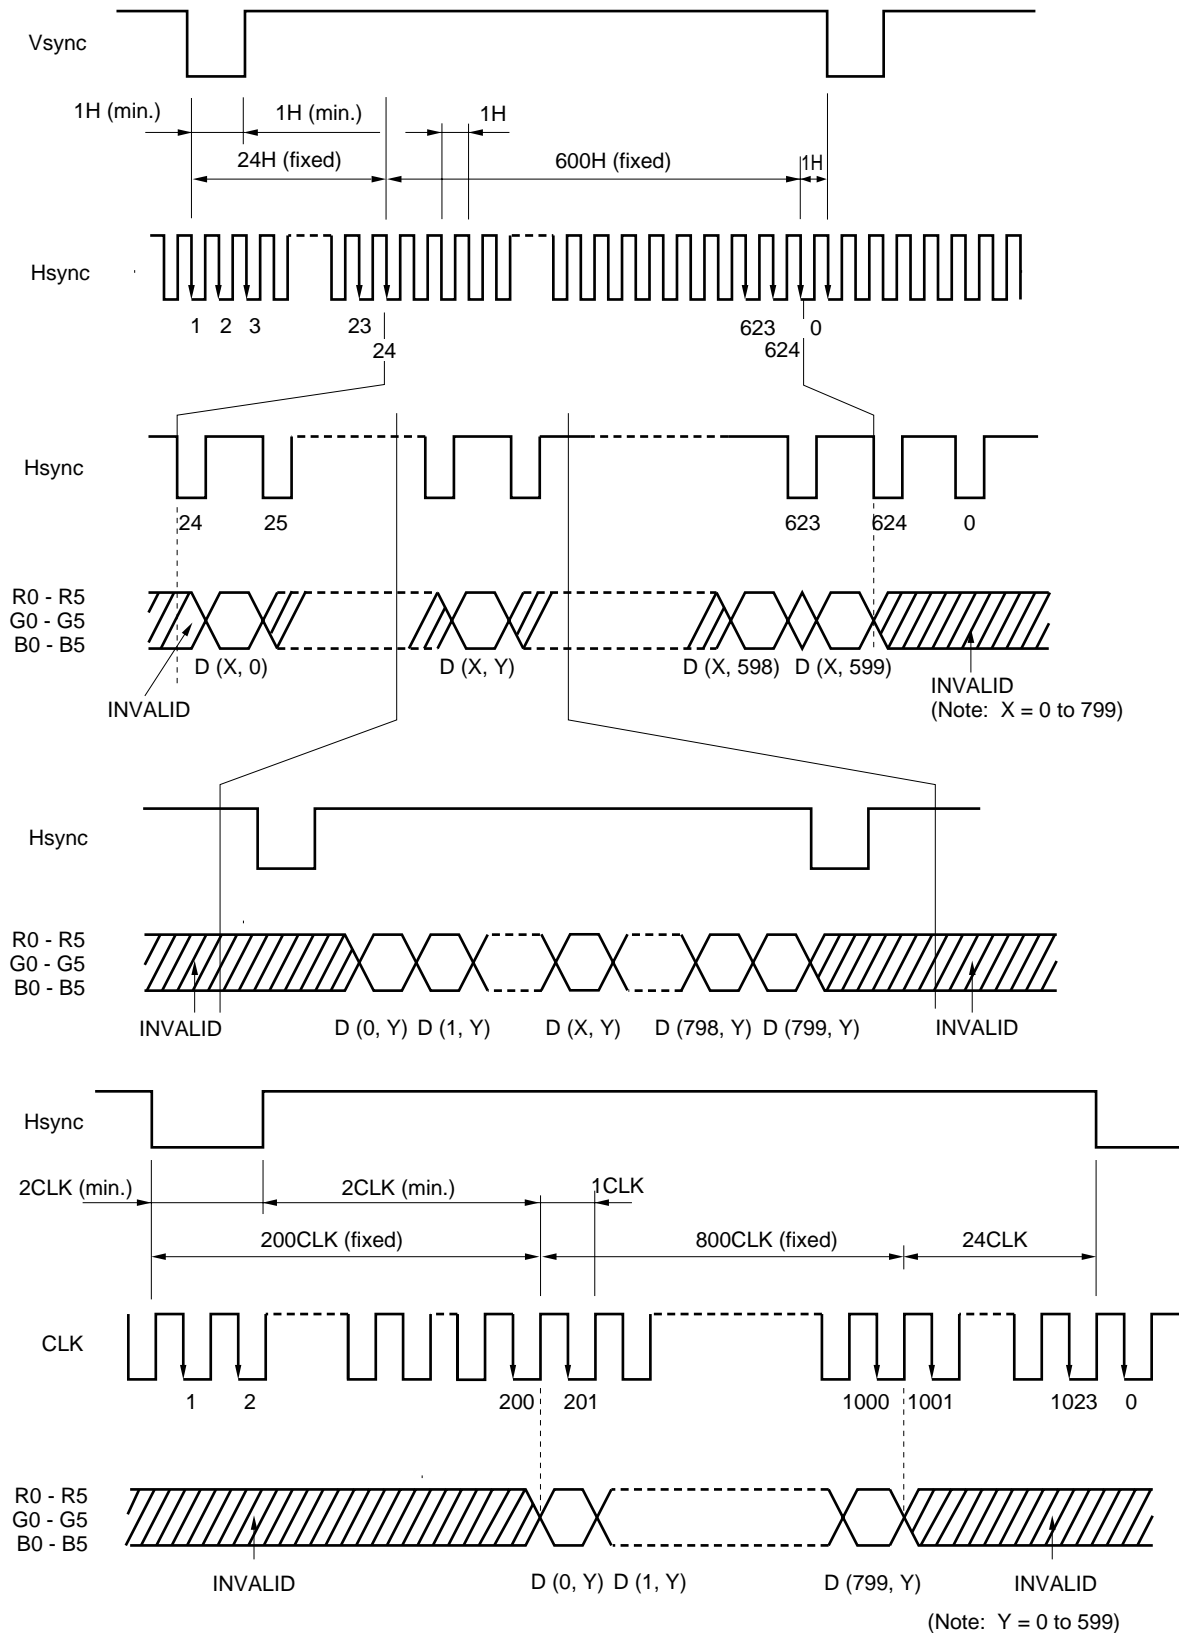 Vsync
1H (min.) 1H (min.) 1H
24H (fixed) 600H (fixed) 1H
Hsync
1 2 3 23 623 0
24 624
Hsync
24 25 623 624 0
R0 - R5
G0 - G5
B0 - B5
D (X, 0) D (X, Y) D (X, 598) D (X, 599)
INVALID INVALID
(Note: X = 0 to 799)
Hsync
R0 - R5
G0 - G5
B0 - B5
INVALID D (0, Y) D (1, Y) D (X, Y) D (798, Y) D (799, Y) INVALID
Hsync
2CLK (min.) 2CLK (min.) 1CLK
200CLK (fixed) 800CLK (fixed) 24CLK
CLK
1 2 200 201 1000 1001 1023 0
R0 - R5
G0 - G5
B0 - B5
INVALID D (0, Y) D (1, Y) D (799, Y) INVALID
(Note: Y = 0 to 599)